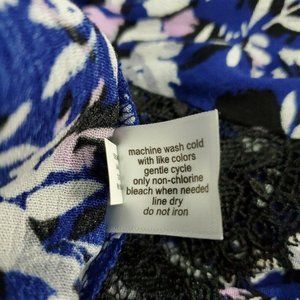 machine wash cold
with like colors
gentle cycle
only non-chlorine
bleach when needed
line dry
do not iron